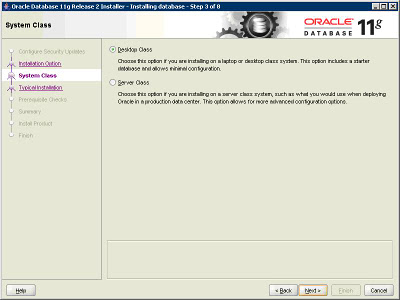 Oracle Database 11g Release 2 Installer - Installing database - Step 3 of 8
System Class
ORACLE
DATABASE 11g
Configure Security Updates
Installation Option
System Class
Typical Installation
Prerequisite Checks
Summary
Install Product
Finish
Desktop Class
Choose this option if you are installing on a laptop or desktop class system. This option includes a starter
database and allows minimal configuration.
Server Class
Choose this option if you are installing on a server class system, such as what you would use when deploying
Oracle in a production data center. This option allows for more advanced configuration options.
Help
< Back
Next >
Finish
Cancel